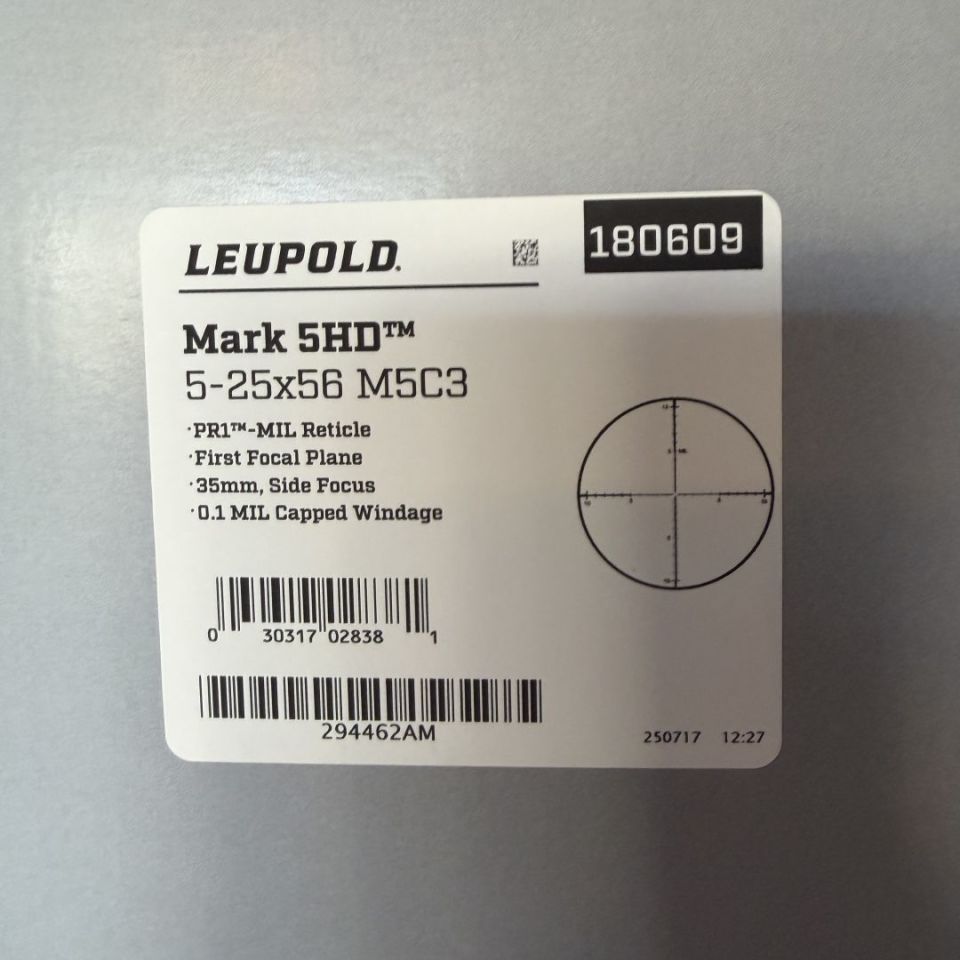 LEUPOLD.
180609
Mark 5HD™
5-25x56 M5C3
·PR1™-MIL Reticle
·First Focal Plane
·35mm, Side Focus
·0.1 MIL Capped Windage
0 30317 02838 1
294462AM
250717 12:27